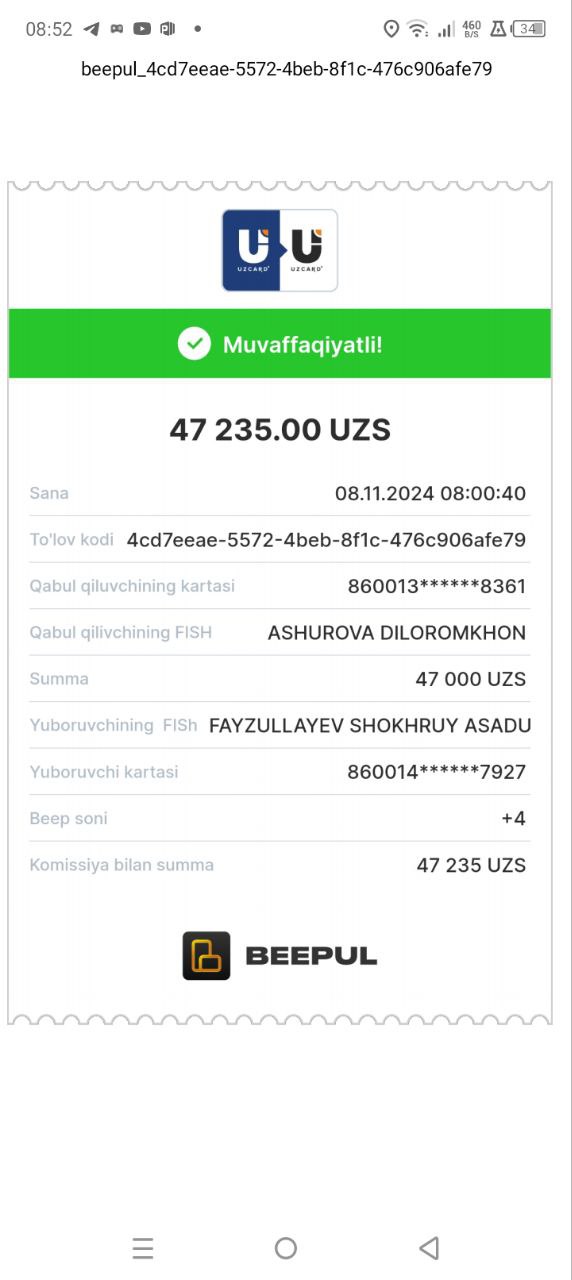 08:52
460
B/S
34
beepul_4cd7eeae-5572-4beb-8f1c-476c906afe79
UZCARD UZCARD
Muvaffaqiyatli!
47 235.00 UZS
Sana 08.11.2024 08:00:40
To'lov kodi 4cd7eeae-5572-4beb-8f1c-476c906afe79
Qabul qiluvchining kartasi 860013******8361
Qabul qilivchining FISH ASHUROVA DILOROMKHON
Summa 47 000 UZS
Yuboruvchining FISh FAYZULLAYEV SHOKHRUY ASADU
Yuboruvchi kartasi 860014******7927
Beep soni +4
Komissiya bilan summa 47 235 UZS
BEEPUL